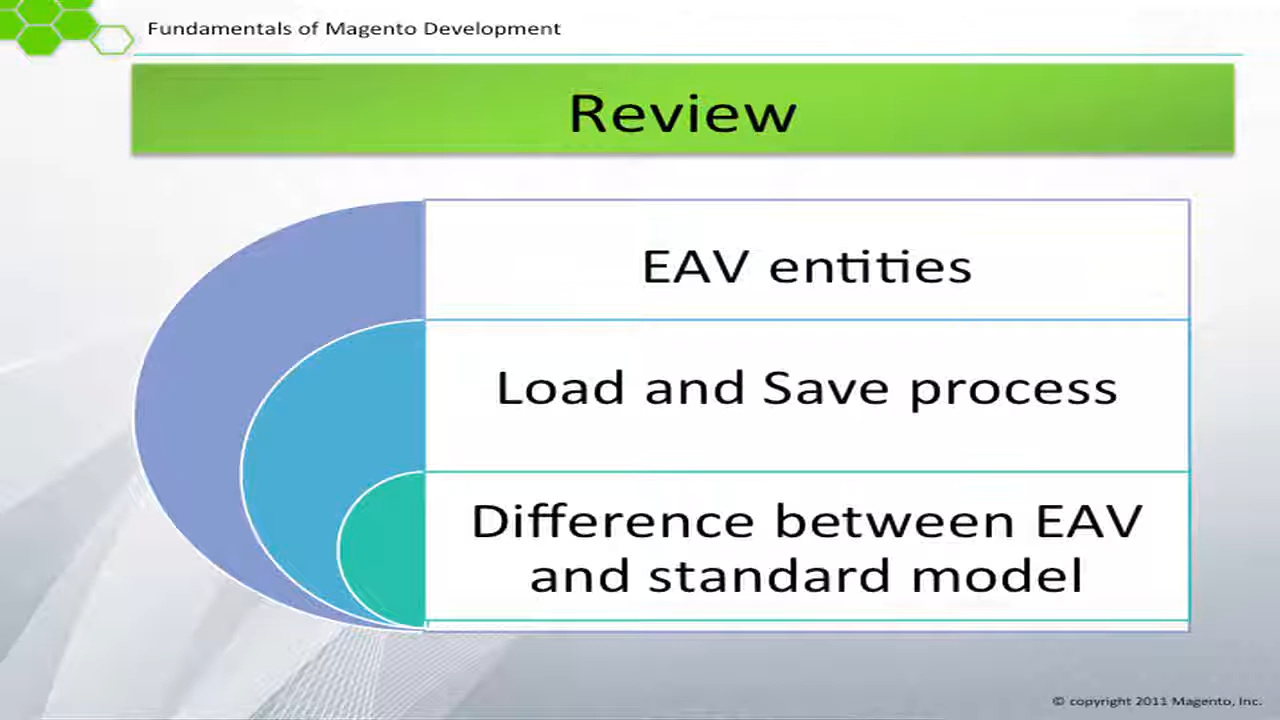 Fundamentals of Magento Development
Review
EAV entities
Load and Save process
Difference between EAV
and standard model
© copyright 2011 Magento, Inc.